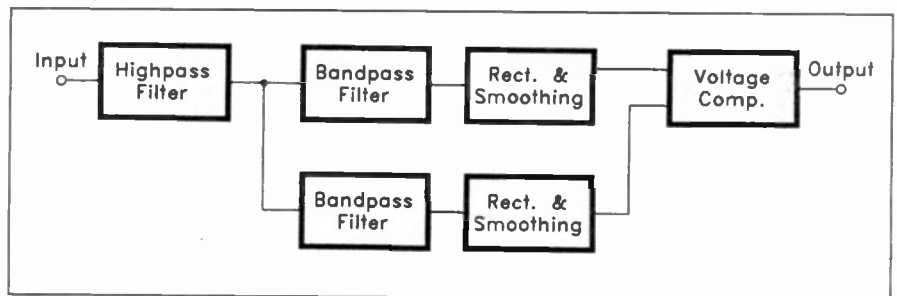 Input
Highpass
Filter
Bandpass
Filter
Rect. &
Smoothing
Voltage
Comp.
Output
Bandpass
Filter
Rect. &
Smoothing